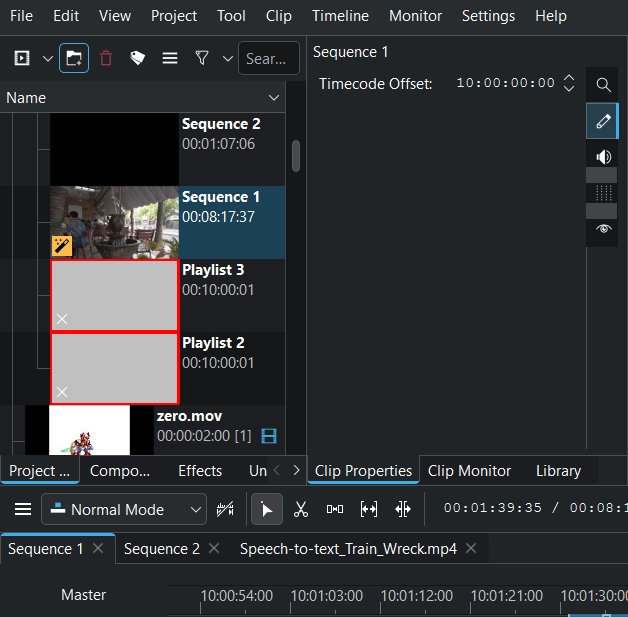 File Edit View Project Tool Clip Timeline Monitor Settings Help
Sear...
Name
Sequence 2
00:01:07:06
Sequence 1
00:08:17:37
Playlist 3
00:10:00:01
Playlist 2
00:10:00:01
zero.mov
00:00:02:00 [1]
Project ... Compo... Effects Un
Sequence 1
Timecode Offset: 10:00:00:00
Clip Properties Clip Monitor Library
Normal Mode 00:01:39:35 / 00:08:1
Sequence 1 Sequence 2 Speech-to-text_Train_Wreck.mp4
Master 10:00:54:00 10:01:03:00 10:01:12:00 10:01:21:00 10:01:30:00